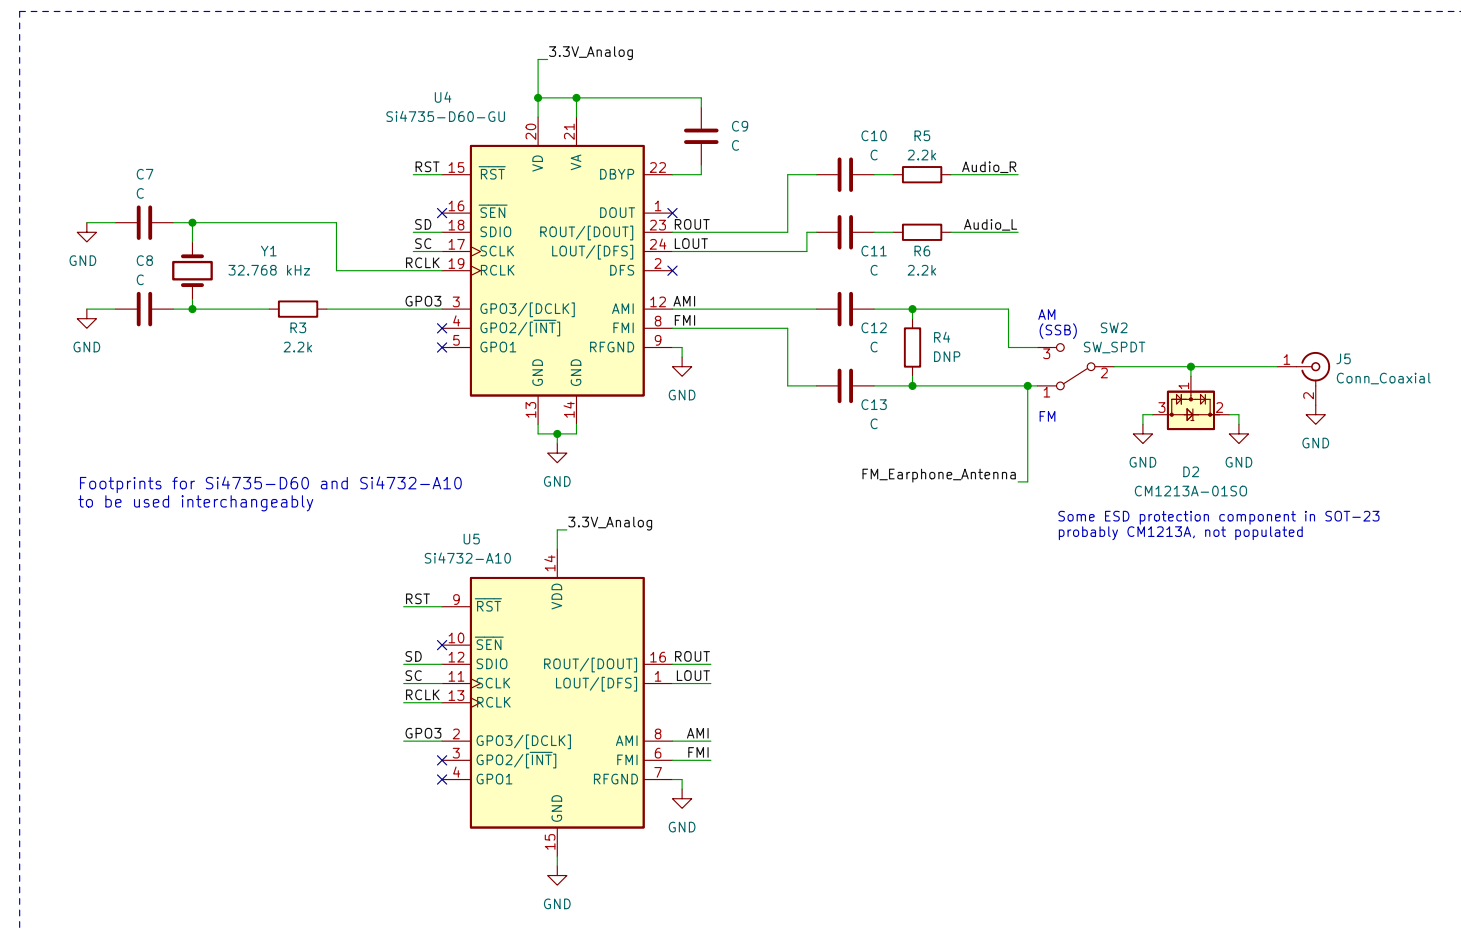 3.3V_Analog
U4
Si4735-D60-GU
20
21
VD
VA
C9
C
RST 15 RST
DBYP 22
16 SEN
DOUT 1
SD 18 SDIO
ROUT/[DOUT] 23 ROUT
SC 17 SCLK
LOUT/[DFS] 24 LOUT
RCLK 19 RCLK
DFS 2
GPO3 3 GPO3/[DCLK]
AMI 12 AMI
4 GPO2/[INT]
FMI 8 FMI
5 GPO1
RFGND 9
GND
GND
13
14
GND
GND
C7
C
GND
C8
C
GND
Y1
32.768 kHz
R3
2.2k
C10
C
R5
2.2k
Audio_R
C11
C
R6
2.2k
Audio_L
C12
C
R4
DNP
C13
C
AM
(SSB)
3
SW2
SW_SPDT
2
1
FM
FM_Earphone_Antenna
1
J5
Conn_Coaxial
2
GND
3
1
2
GND
GND
D2
CM1213A-01SO
Some ESD protection component in SOT-23
probably CM1213A, not populated
Footprints for Si4735-D60 and Si4732-A10
to be used interchangeably
3.3V_Analog
U5
Si4732-A10
14
VDD
RST 9 RST
10 SEN
SD 12 SDIO
ROUT/[DOUT] 16 ROUT
SC 11 SCLK
LOUT/[DFS] 1 LOUT
RCLK 13 RCLK
GPO3 2 GPO3/[DCLK]
AMI 8 AMI
3 GPO2/[INT]
FMI 6 FMI
4 GPO1
RFGND 7
GND
15
GND
GND